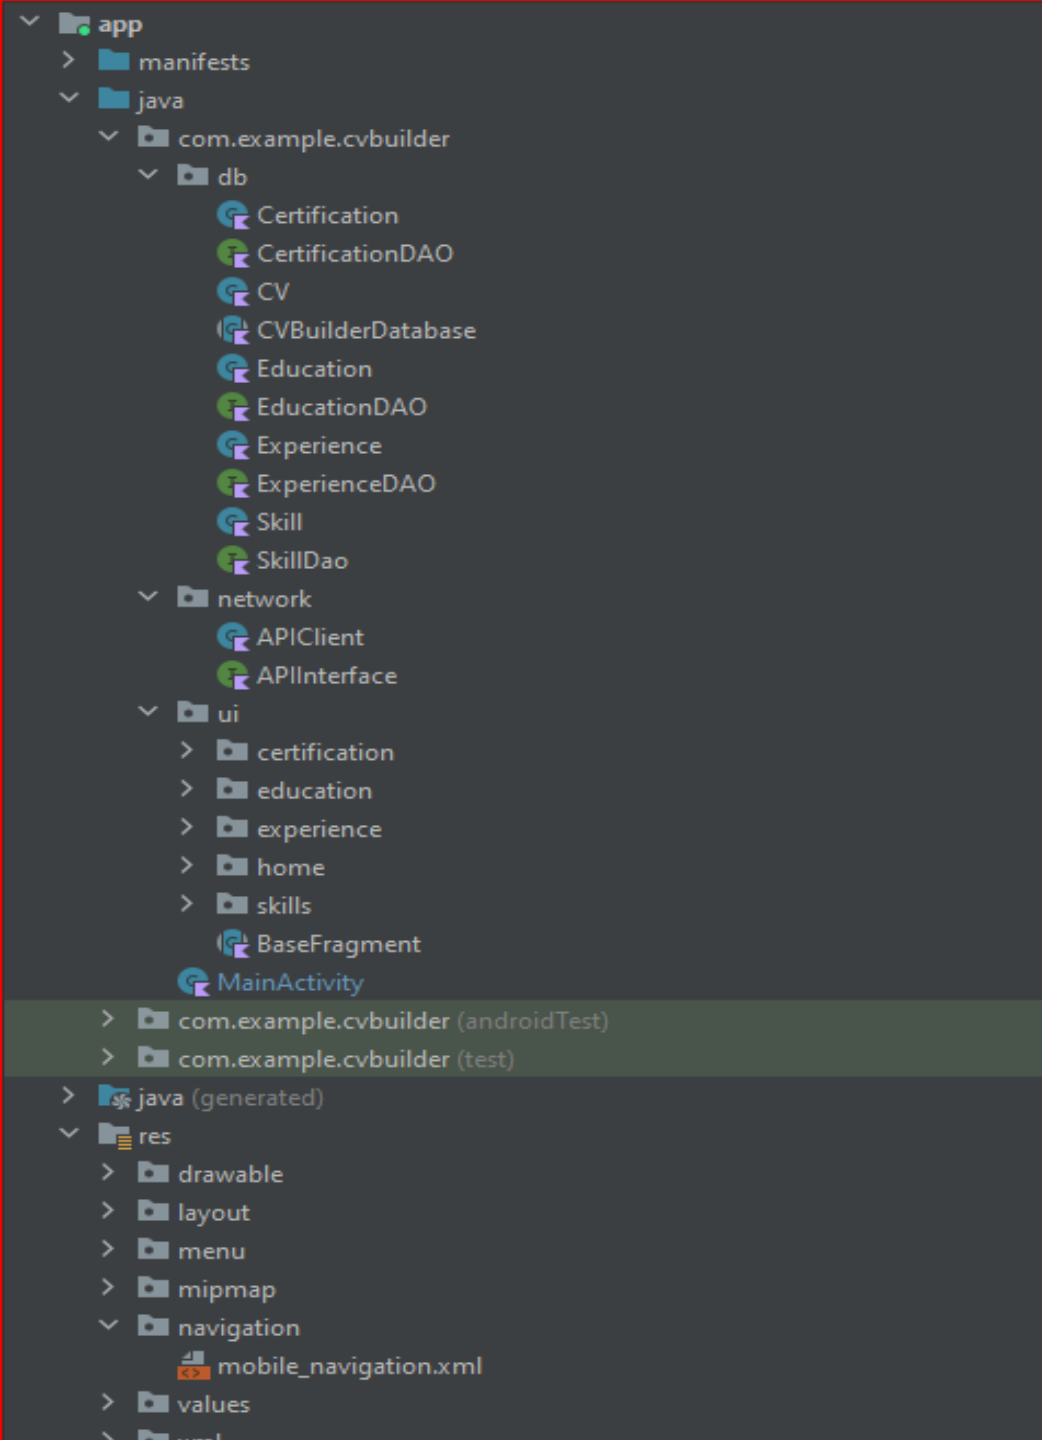 app
manifests
java
com.example.cvbuilder
db
Certification
CertificationDAO
CV
CVBuilderDatabase
Education
EducationDAO
Experience
ExperienceDAO
Skill
SkillDao
network
APIClient
APIInterface
ui
certification
education
experience
home
skills
BaseFragment
MainActivity
com.example.cvbuilder (androidTest)
com.example.cvbuilder (test)
java (generated)
res
drawable
layout
menu
mipmap
navigation
mobile_navigation.xml
values